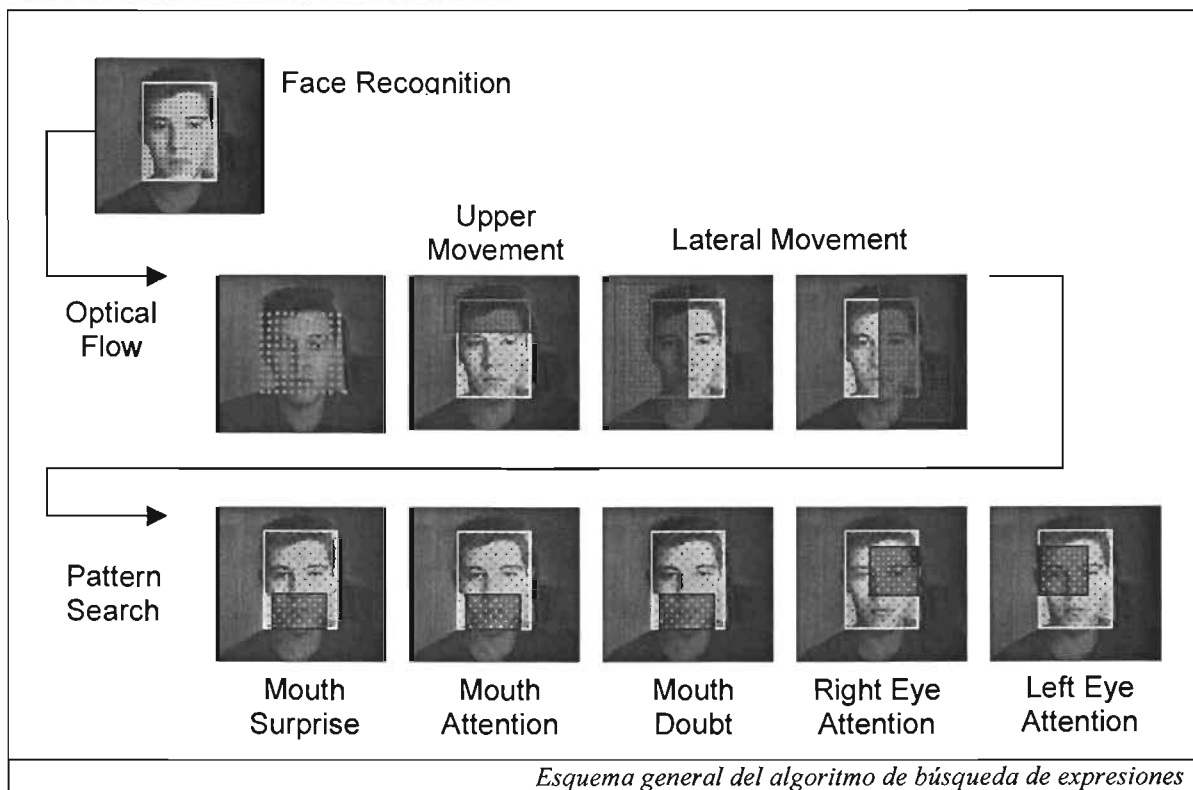 Face Recognition
Upper
Movement
Lateral Movement
Optical
Flow
Pattern
Search
Mouth
Surprise
Mouth
Attention
Mouth
Doubt
Right Eye
Attention
Left Eye
Attention
Esquema general del algoritmo de búsqueda de expresiones